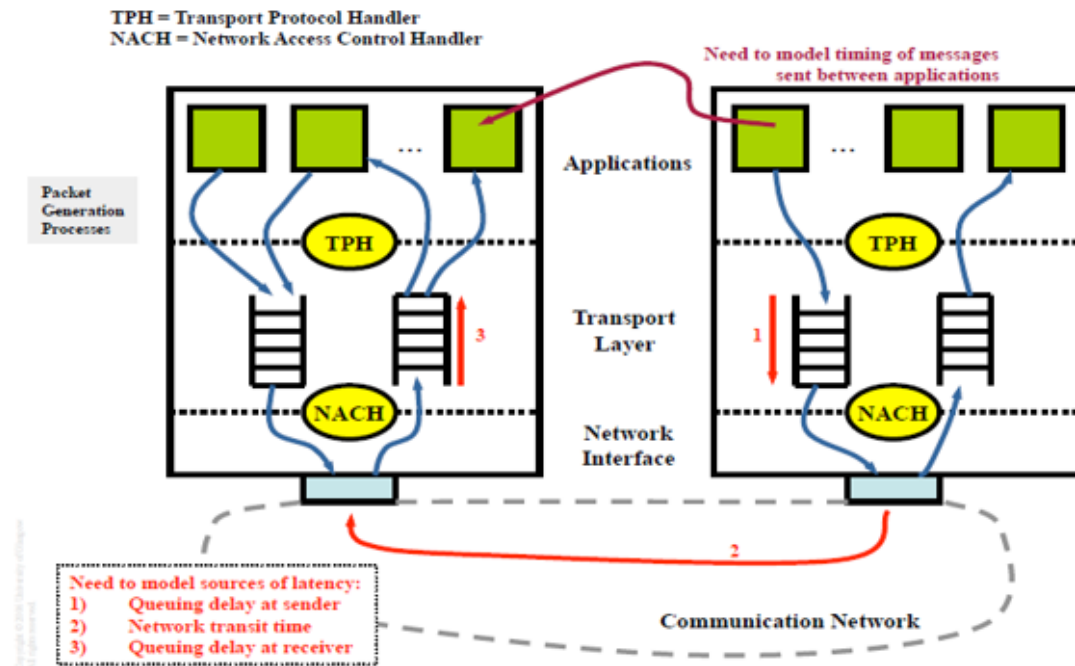 TPH = Transport Protocol Handler
NACH = Network Access Control Handler
Need to model timing of messages
sent between applications
...
...
Applications
Packet
Generation
Processes
TPH
TPH
Transport
Layer
3
1
NACH
NACH
Network
Interface
2
Need to model sources of latency:
1) Queuing delay at sender
2) Network transit time
3) Queuing delay at receiver
Communication Network